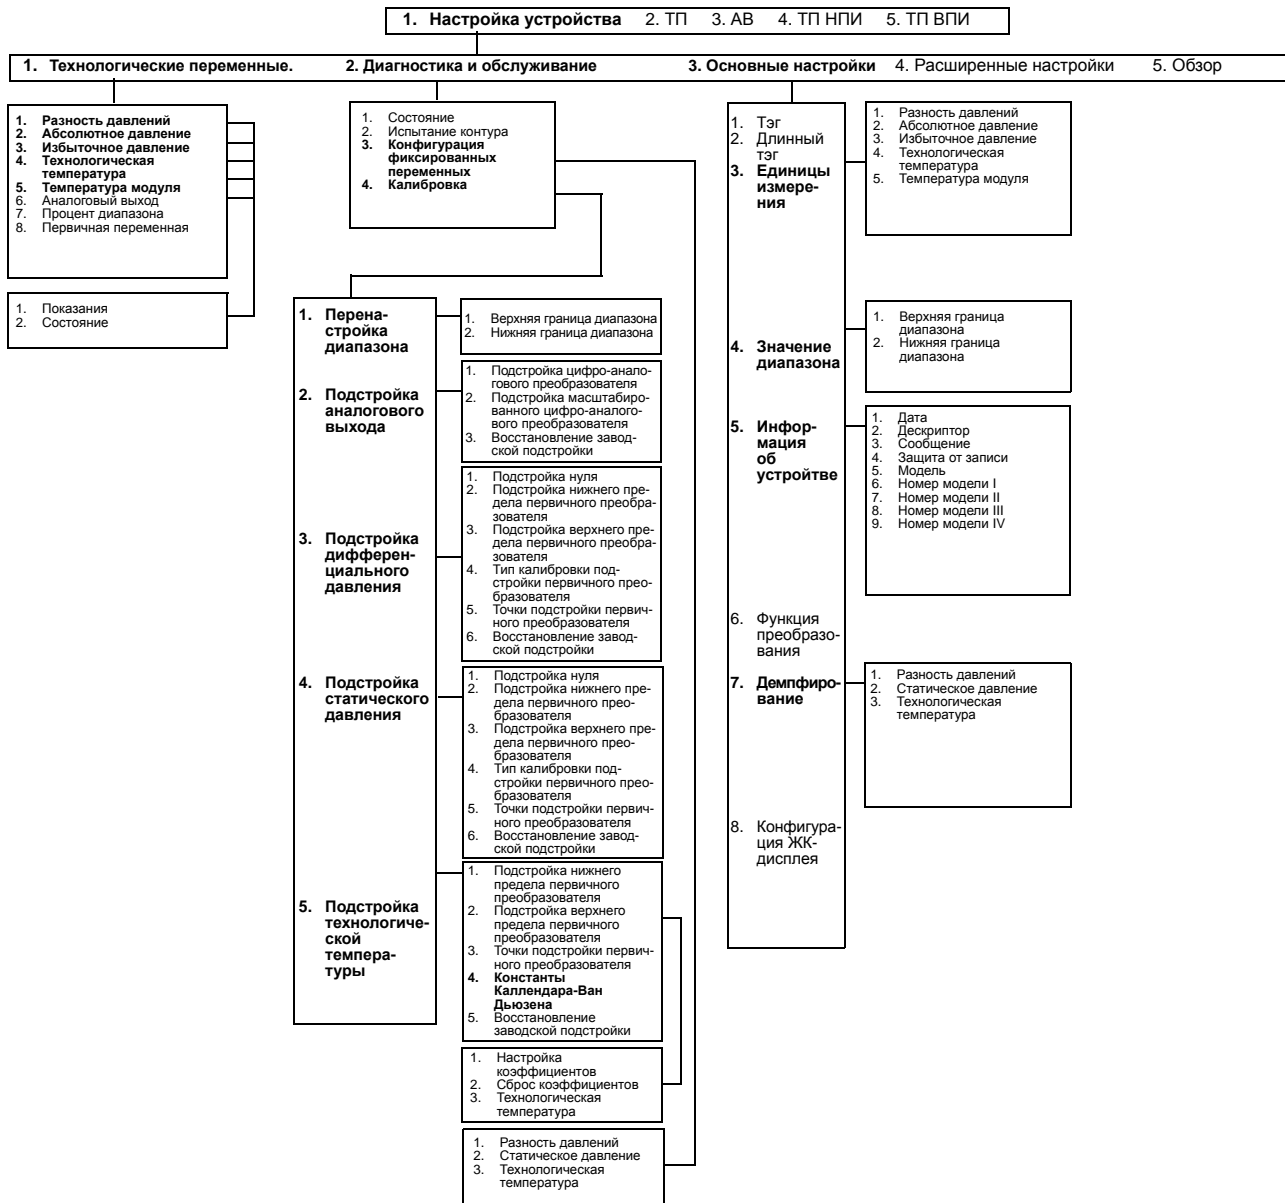 1. Настройка устройства 2. ТП 3. АВ 4. ТП НПИ 5. ТП ВПИ
1. Технологические переменные. 2. Диагностика и обслуживание 3. Основные настройки 4. Расширенные настройки 5. Обзор
1. Разность давлений
2. Абсолютное давление
3. Избыточное давление
4. Технологическая
температура
5. Температура модуля
6. Аналоговый выход
7. Процент диапазона
8. Первичная переменная
1. Показания
2. Состояние
1. Состояние
2. Испытание контура
3. Конфигурация
фиксированных
переменных
4. Калибровка
1. Перена-
стройка
диапазона
2. Подстройка
аналогового
выхода
3. Подстройка
дифферен-
циального
давления
4. Подстройка
статического
давления
5. Подстройка
технологиче-
ской
темпера-
туры
1. Верхняя граница диапазона
2. Нижняя граница диапазона
1. Подстройка цифро-анало-
гового преобразователя
2. Подстройка масштабиро-
ванного цифро-аналого-
вого преобразователя
3. Восстановление завод-
ской подстройки
1. Подстройка нуля
2. Подстройка нижнего пре-
дела первичного преобра-
зователя
3. Подстройка верхнего пре-
дела первичного преобра-
зователя
4. Тип калибровки под-
стройки первичного прео-
бразователя
5. Точки подстройки первич-
ного преобразователя
6. Восстановление завод-
ской подстройки
1. Подстройка нуля
2. Подстройка нижнего пре-
дела первичного прео-
бразователя
3. Подстройка верхнего пре-
дела первичного прео-
бразователя
4. Тип калибровки под-
стройки первичного прео-
бразователя
5. Точки подстройки первич-
ного преобразователя
6. Восстановление завод-
ской подстройки
1. Подстройка нижнего
предела первичного
преобразователя
2. Подстройка верхнего
предела первичного
преобразователя
3. Точки подстройки первич-
ного преобразователя
4. Константы
Каллендара-Ван
Дьюзена
5. Восстановление
заводской подстройки
1. Настройка
коэффициентов
2. Сброс коэффициентов
3. Технологическая
температура
1. Разность давлений
2. Статическое давление
3. Технологическая
температура
1. Тэг
2. Длинный
тэг
3. Единицы
измере-
ния
4. Значение
диапазона
5. Инфор-
мация
об
устройтве
6. Функция
преобразо-
вания
7. Демпфиро-
вание
8. Конфигура-
ция ЖК-
дисплея
1. Разность давлений
2. Абсолютное давление
3. Избыточное давление
4. Технологическая
температура
5. Температура модуля
1. Верхняя граница
диапазона
2. Нижняя граница
диапазона
1. Дата
2. Дескриптор
3. Сообщение
4. Защита от записи
5. Модель
6. Номер модели I
7. Номер модели II
8. Номер модели III
9. Номер модели IV
1. Разность давлений
2. Статическое давление
3. Технологическая
температура